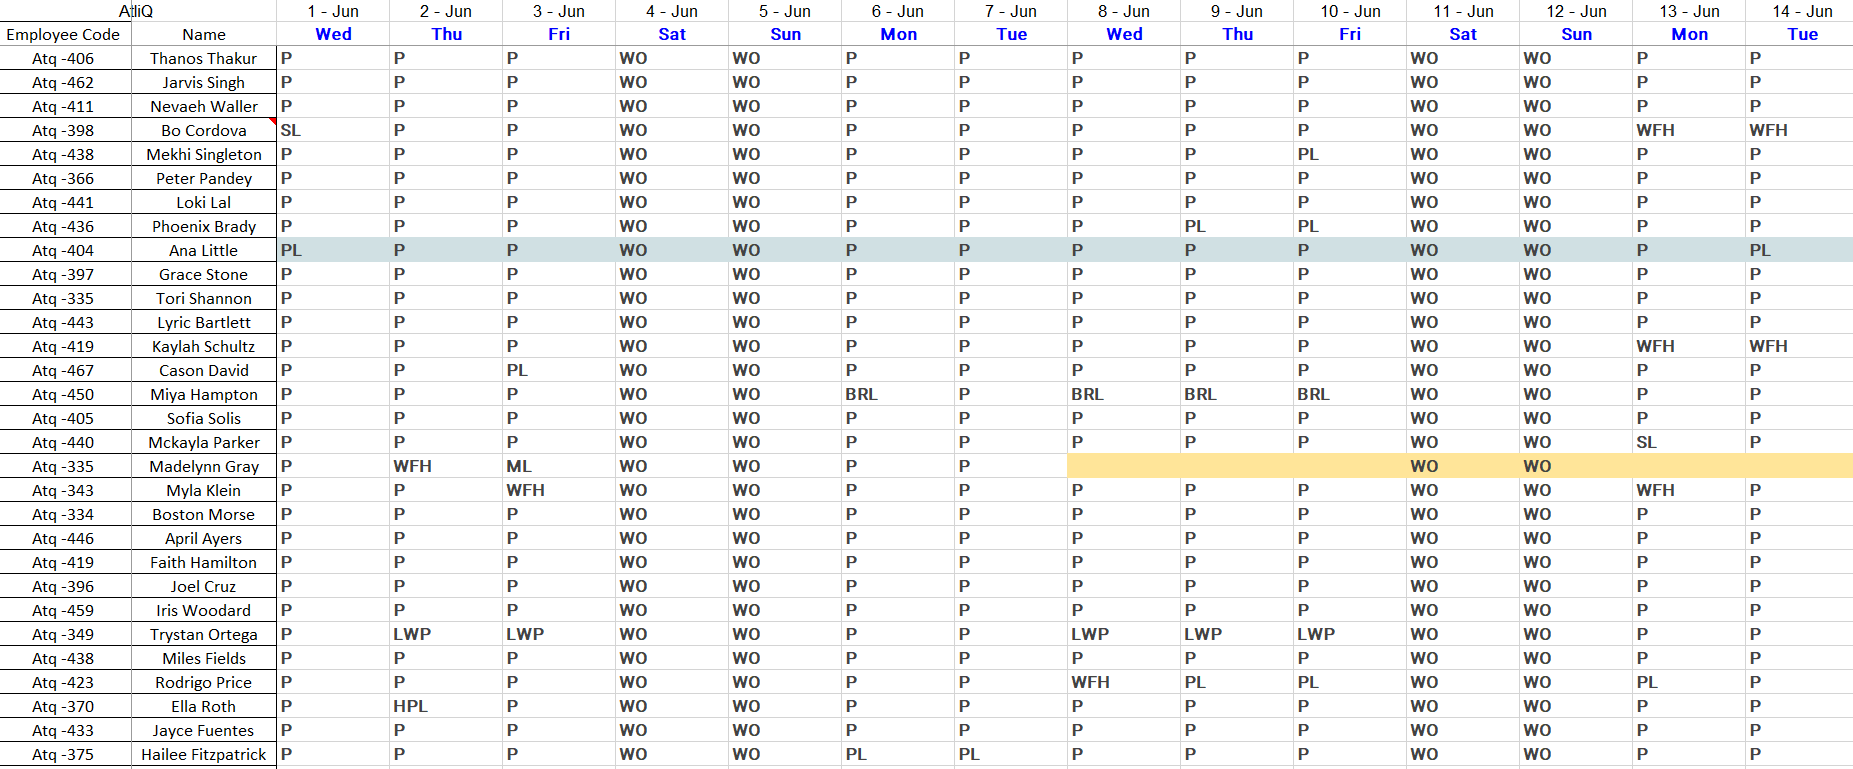 AtliQ 1 - Jun 2 - Jun 3 - Jun 4 - Jun 5 - Jun 6 - Jun 7 - Jun 8 - Jun 9 - Jun 10 - Jun 11 - Jun 12 - Jun 13 - Jun 14 - Jun
Employee Code Name Wed Thu Fri Sat Sun Mon Tue Wed Thu Fri Sat Sun Mon Tue
Atq -406 Thanos Thakur P P P WO WO P P P P P WO WO P P
Atq -462 Jarvis Singh P P P WO WO P P P P P WO WO P P
Atq -411 Nevaeh Waller P P P WO WO P P P P P WO WO P P
Atq -398 Bo Cordova SL P P WO WO P P P P P WO WO WFH WFH
Atq -438 Mekhi Singleton P P P WO WO P P P P PL WO WO P P
Atq -366 Peter Pandey P P P WO WO P P P P P WO WO P P
Atq -441 Loki Lal P P P WO WO P P P P P WO WO P P
Atq -436 Phoenix Brady P P P WO WO P P P PL PL WO WO P P
Atq -404 Ana Little PL P P WO WO P P P P P WO WO P PL
Atq -397 Grace Stone P P P WO WO P P P P P WO WO P P
Atq -335 Tori Shannon P P P WO WO P P P P P WO WO P P
Atq -443 Lyric Bartlett P P P WO WO P P P P P WO WO P P
Atq -419 Kaylah Schultz P P P WO WO P P P P P WO WO WFH WFH
Atq -467 Cason David P P PL WO WO P P P P P WO WO P P
Atq -450 Miya Hampton P P P WO WO BRL P BRL BRL BRL WO WO P P
Atq -405 Sofia Solis P P P WO WO P P P P P WO WO P P
Atq -440 Mckayla Parker P P P WO WO P P P P P WO WO SL P
Atq -335 Madelynn Gray P WFH ML WO WO P P WO WO
Atq -343 Myla Klein P P WFH WO WO P P P P P WO WO WFH P
Atq -334 Boston Morse P P P WO WO P P P P P WO WO P P
Atq -446 April Ayers P P P WO WO P P P P P WO WO P P
Atq -419 Faith Hamilton P P P WO WO P P P P P WO WO P P
Atq -396 Joel Cruz P P P WO WO P P P P P WO WO P P
Atq -459 Iris Woodard P P P WO WO P P P P P WO WO P P
Atq -349 Trystan Ortega P LWP LWP WO WO P P LWP LWP LWP WO WO P P
Atq -438 Miles Fields P P P WO WO P P P P P WO WO P P
Atq -423 Rodrigo Price P P P WO WO P P WFH PL PL WO WO PL P
Atq -370 Ella Roth P HPL P WO WO P P P P P WO WO P P
Atq -433 Jayce Fuentes P P P WO WO P P P P P WO WO P P
Atq -375 Hailee Fitzpatrick P P P WO WO PL PL P P P WO WO P P